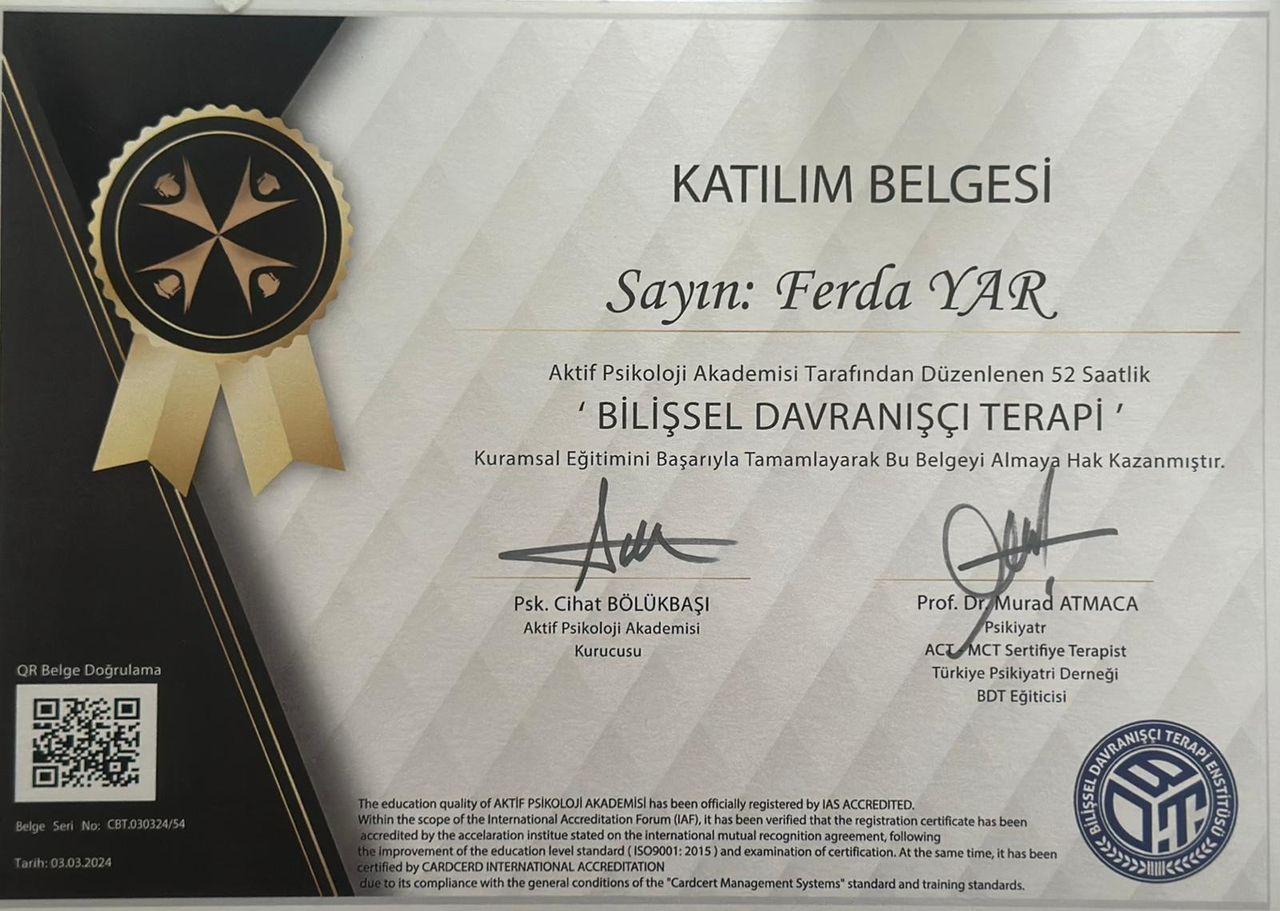 KATILIM BELGESİ
Sayın: Ferda YAR
Aktif Psikoloji Akademisi Tarafından Düzenlenen 52 Saatlik
‘ BİLİŞSEL DAVRANIŞÇI TERAPİ ’
Kuramsal Eğitimini Başarıyla Tamamlayarak Bu Belgeyi Almaya Hak Kazanmıştır.
Psk. Cihat BÖLÜKBAŞI
Aktif Psikoloji Akademisi
Kurucusu
Prof. Dr. Murad ATMACA
Psikiyatr
ACT - MCT Sertifiye Terapist
Türkiye Psikiyatri Derneği
BDT Eğiticisi
QR Belge Doğrulama
Belge Seri No: CBT.030324/54
Tarih: 03.03.2024
The education quality of AKTİF PSİKOLOJİ AKADEMİSİ has been officially registered by IAS ACCREDITED.
Within the scope of the International Accreditation Forum (IAF), it has been verified that the registration certificate has been
accredited by the accelaration institue stated on the international mutual recognition agreement, following
the improvement of the education level standard ( ISO9001: 2015 ) and examination of certification. At the same time, it has been
certified by CARDCERD INTERNATIONAL ACCREDITATION
due to its compliance with the general conditions of the "Cardcert Management Systems" standard and training standards.
BİLİŞSEL DAVRANIŞÇI TERAPİ ENSTİTÜSÜ
BDT